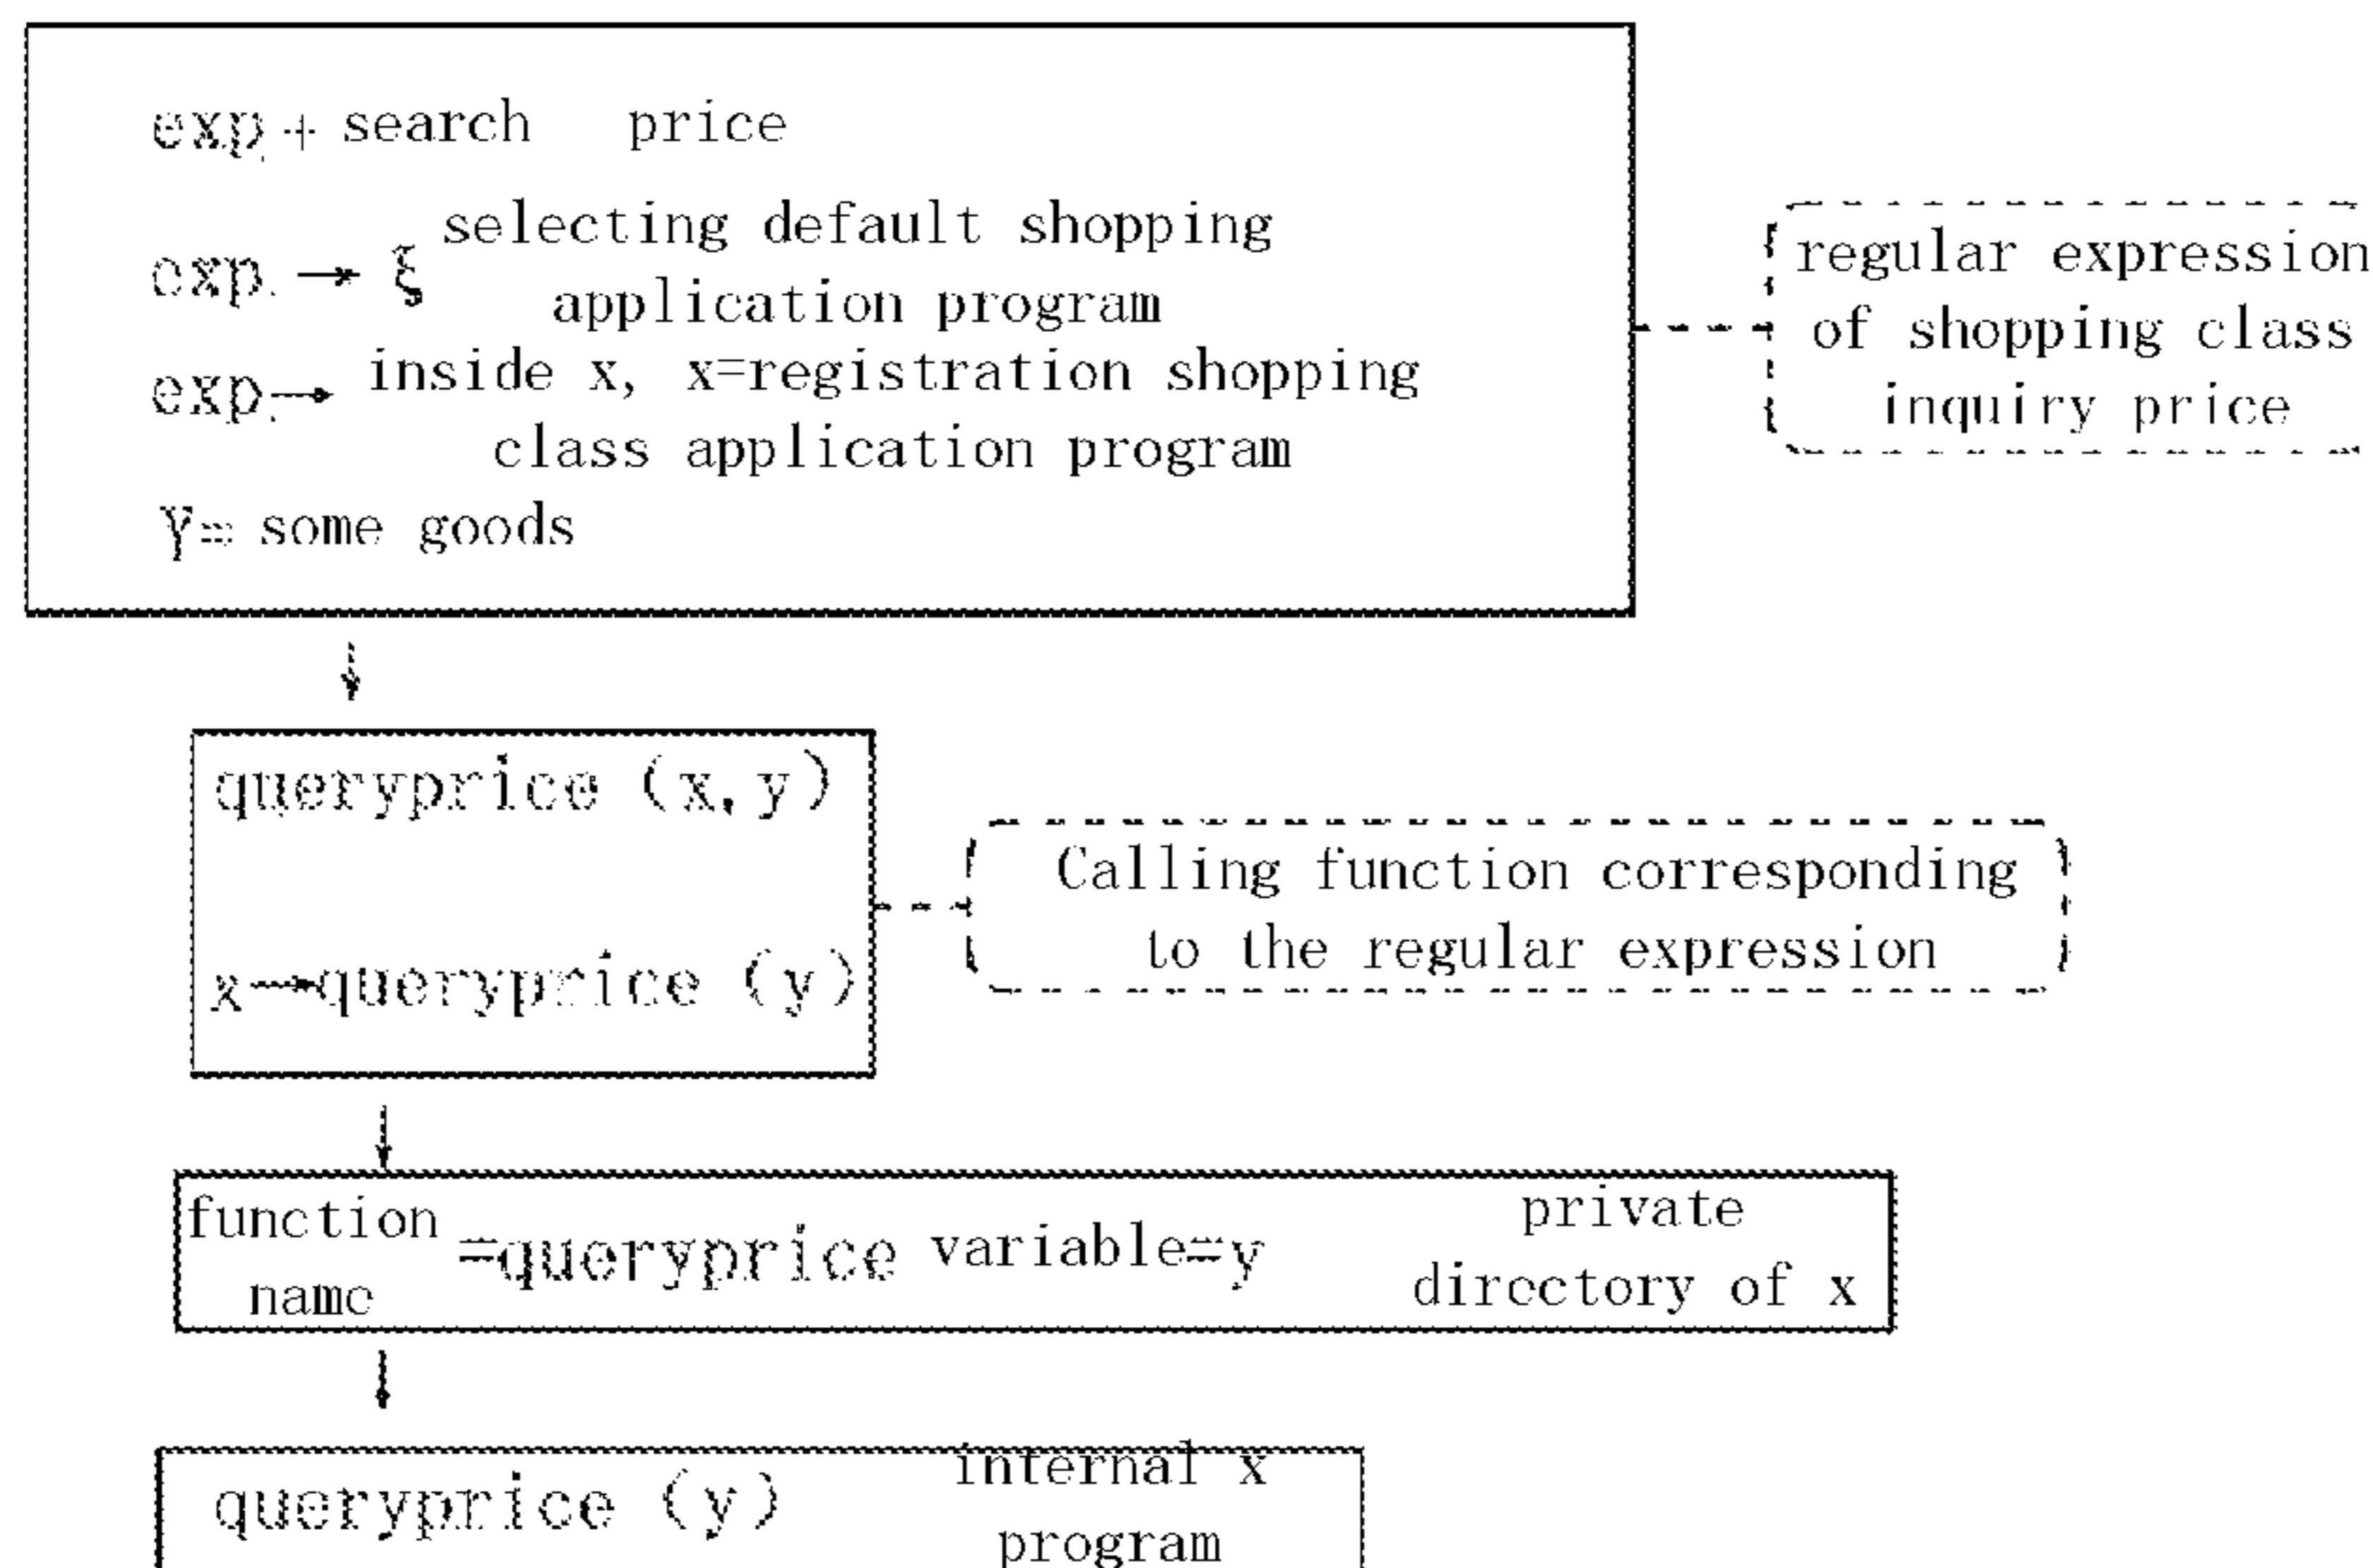 exp + search price
exp. → ξ selecting default shopping
application program
exp. → inside x, x=registration shopping
class application program
y= some goods
regular expression
of shopping class
inquiry price
queryprice (x, y)
x→queryprice (y)
Calling function corresponding
to the regular expression
function
name
=queryprice variable=y
private
directory of x
queryprice (y)
internal x
program